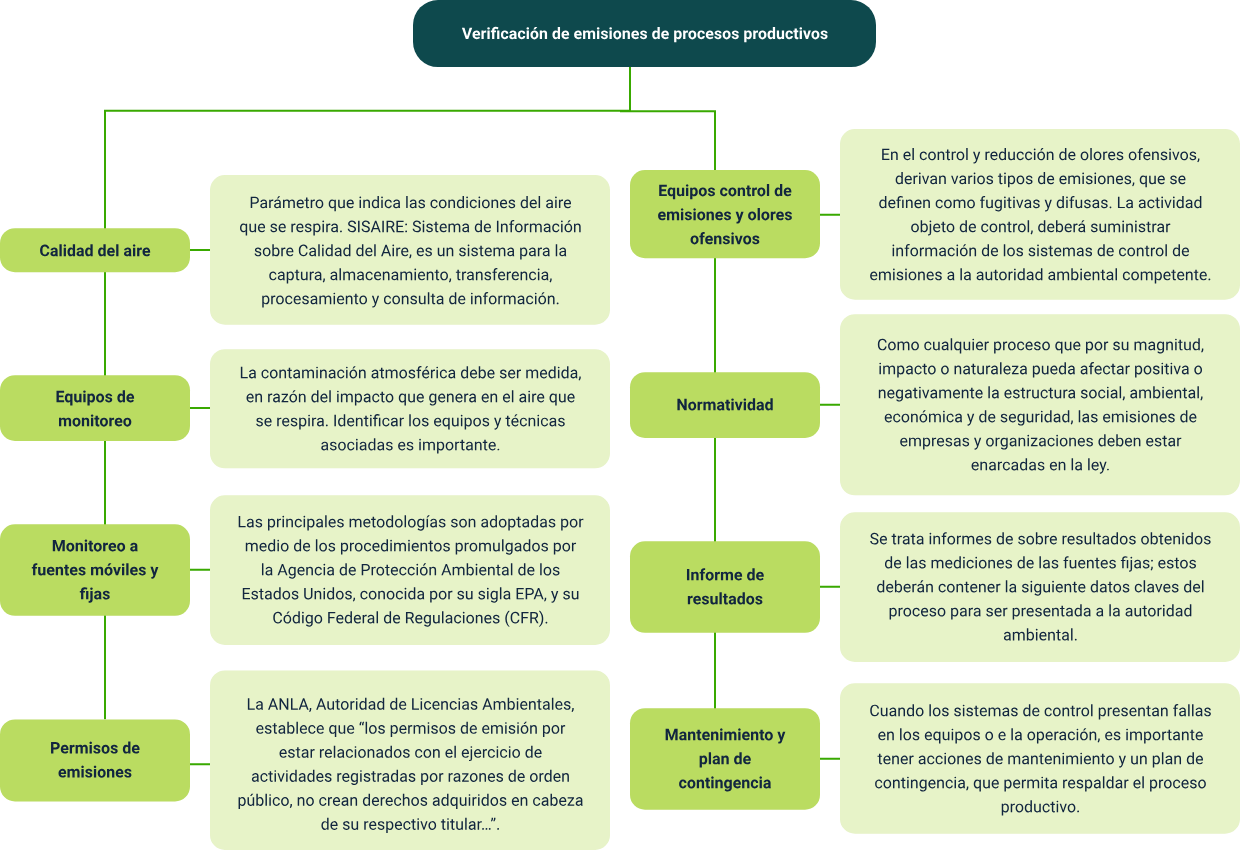 Verificación de emisiones de procesos productivos
Calidad del aire
Parámetro que indica las condiciones del aire
que se respira. SISAIRE: Sistema de Información
sobre Calidad del Aire, es un sistema para la
captura, almacenamiento, transferencia,
procesamiento y consulta de información.
Equipos de
monitoreo
La contaminación atmosférica debe ser medida,
en razón del impacto que genera en el aire que
se respira. Identificar los equipos y técnicas
asociadas es importante.
Monitoreo a
fuentes móviles y
fijas
Las principales metodologías son adoptadas por
medio de los procedimientos promulgados por
la Agencia de Protección Ambiental de los
Estados Unidos, conocida por su sigla EPA, y su
Código Federal de Regulaciones (CFR).
Permisos de
emisiones
La ANLA, Autoridad de Licencias Ambientales,
establece que “los permisos de emisión por
estar relacionados con el ejercicio de
actividades registradas por razones de orden
público, no crean derechos adquiridos en cabeza
de su respectivo titular...”.
Equipos control de
emisiones y olores
ofensivos
En el control y reducción de olores ofensivos,
derivan varios tipos de emisiones, que se
definen como fugitivas y difusas. La actividad
objeto de control, deberá suministrar
información de los sistemas de control de
emisiones a la autoridad ambiental competente.
Normatividad
Como cualquier proceso que por su magnitud,
impacto o naturaleza pueda afectar positiva o
negativamente la estructura social, ambiental,
económica y de seguridad, las emisiones de
empresas y organizaciones deben estar
enarcadas en la ley.
Informe de
resultados
Se trata informes de sobre resultados obtenidos
de las mediciones de las fuentes fijas; estos
deberán contener la siguiente datos claves del
proceso para ser presentada a la autoridad
ambiental.
Mantenimiento y
plan de
contingencia
Cuando los sistemas de control presentan fallas
en los equipos o e la operación, es importante
tener acciones de mantenimiento y un plan de
contingencia, que permita respaldar el proceso
productivo.